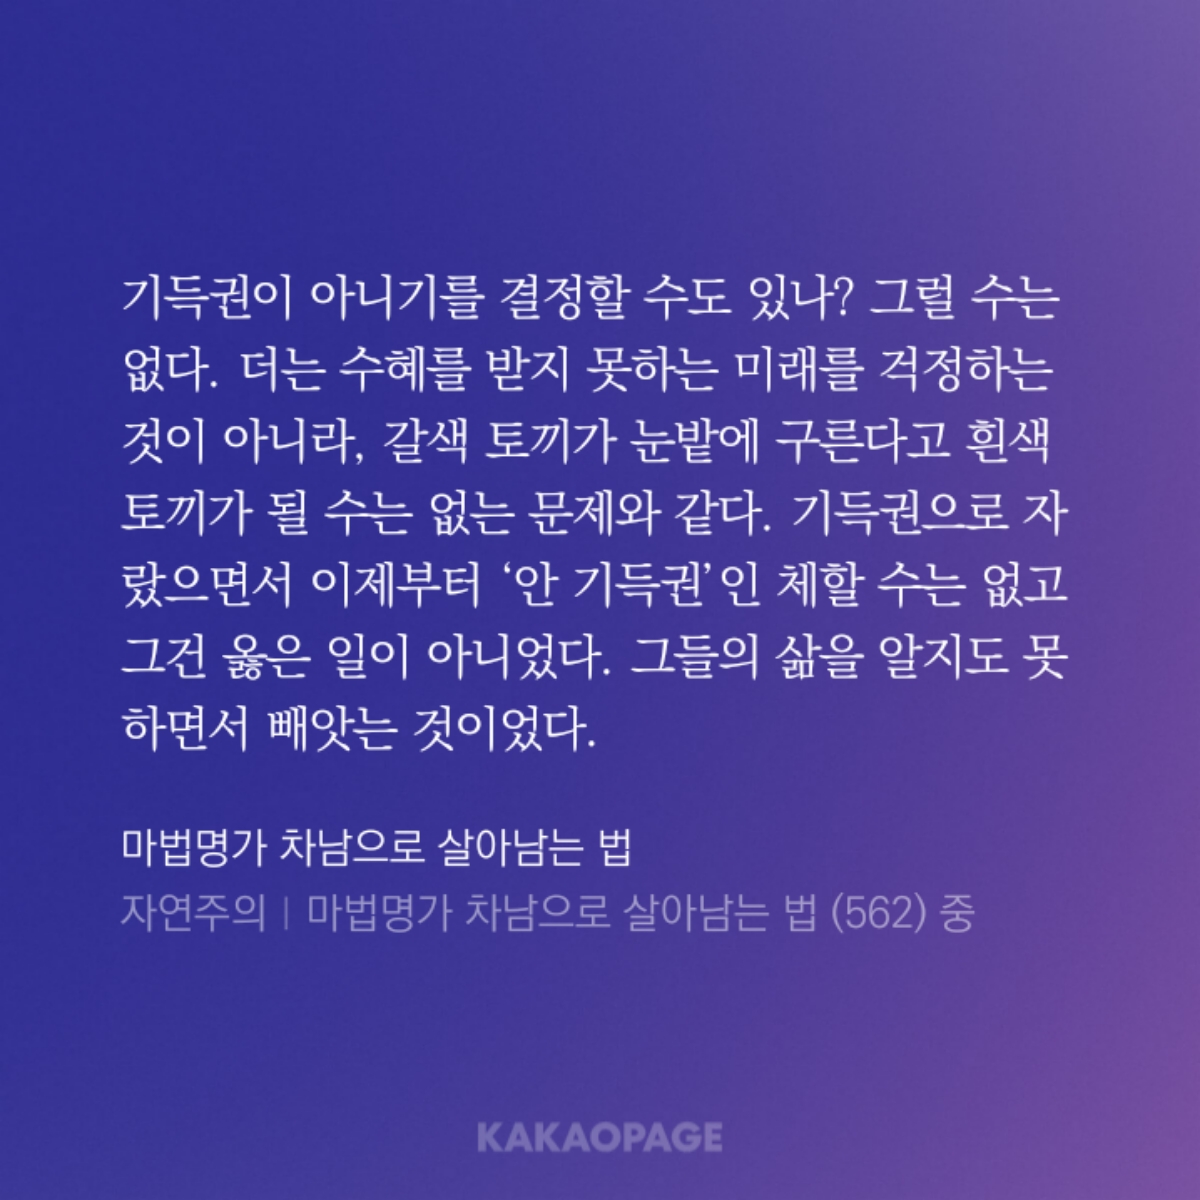 기득권이 아니기를 결정할 수도 있나? 그럴 수는
없다. 더는 수혜를 받지 못하는 미래를 걱정하는
것이 아니라, 갈색 토끼가 눈밭에 구른다고 흰색
토끼가 될 수는 없는 문제와 같다. 기득권으로 자
랐으면서 이제부터 ‘안 기득권’인 체할 수는 없고
그건 옳은 일이 아니었다. 그들의 삶을 알지도 못
하면서 빼앗는 것이었다.
마법명가 차남으로 살아남는 법
자연주의 | 마법명가 차남으로 살아남는 법 (562) 중
KAKAOPAGE